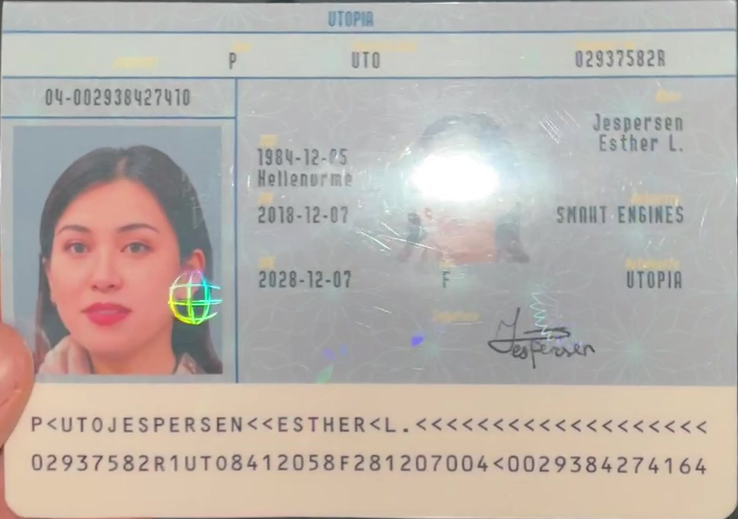 UTOPIA
P UTO 02937582R
04-002938427410
Jespersen
Esther L.
1984-12-05
Hellenurme
2018-12-07 SMAHT ENGINES
F
2028-12-07 UTOPIA
Jespersen
P<UTOJESPERSEN<<ESTHER<L.<<<<<<<<<<<<<<<<<<<
02937582R1UTO8412058F281207004<0029384274164